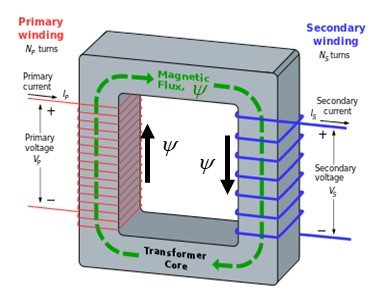 Primary
winding
Nₚ turns
Primary
current
Iₚ
+
Primary
voltage
Vₚ
−
Magnetic
Flux, ψ
ψ
ψ
Transformer
Core
Secondary
winding
Nₛ turns
Secondary
current
Iₛ
+
Secondary
voltage
Vₛ
−